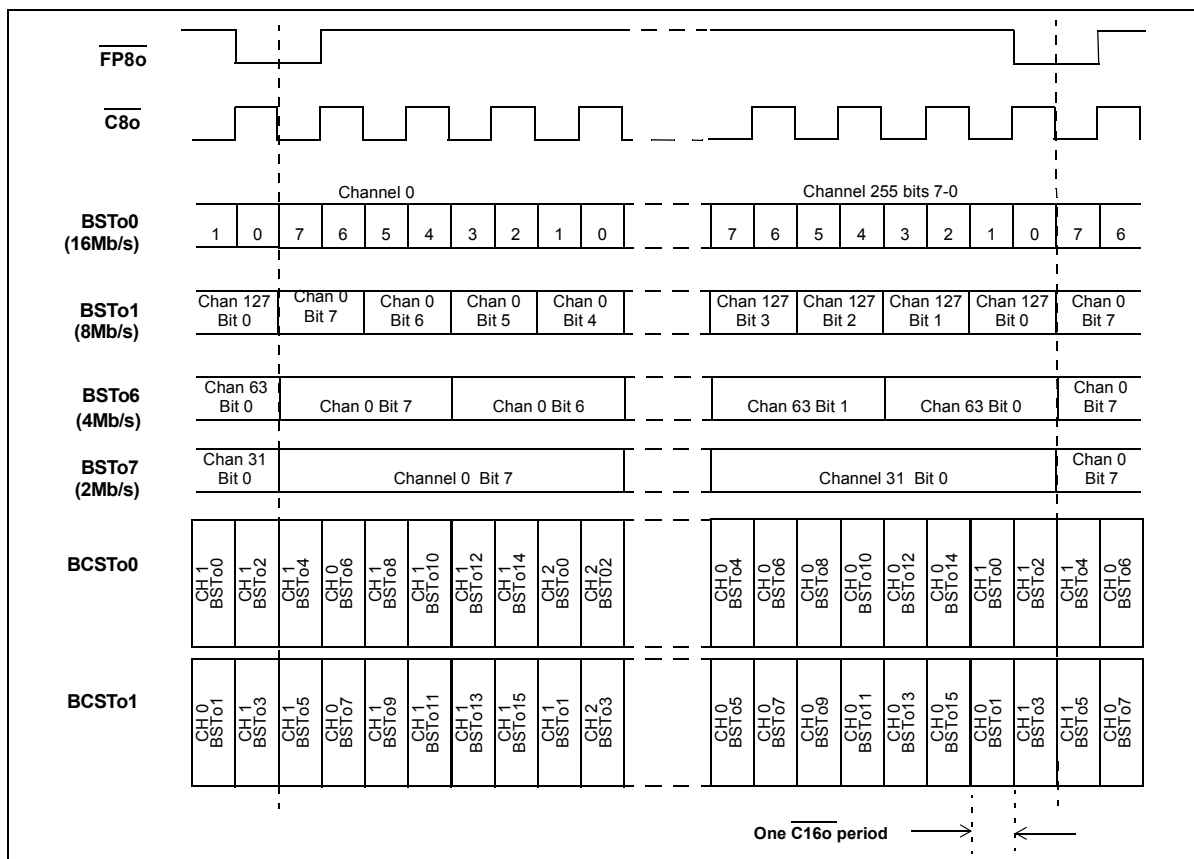 FP8o
C8o
Channel 0
Channel 255 bits 7-0
BSTo0
(16Mb/s)
1 0 7 6 5 4 3 2 1 0 7 6 5 4 3 2 1 0 7 6
BSTo1
(8Mb/s)
Chan 127 Bit 0
Chan 0 Bit 7
Chan 0 Bit 6
Chan 0 Bit 5
Chan 0 Bit 4
Chan 127 Bit 3
Chan 127 Bit 2
Chan 127 Bit 1
Chan 127 Bit 0
Chan 0 Bit 7
BSTo6
(4Mb/s)
Chan 63 Bit 0
Chan 0 Bit 7
Chan 0 Bit 6
Chan 63 Bit 1
Chan 63 Bit 0
Chan 0 Bit 7
BSTo7
(2Mb/s)
Chan 31 Bit 0
Channel 0 Bit 7
Channel 31 Bit 0
Chan 0 Bit 7
BCSTo0
CH 1 BSTo0
CH 1 BSTo2
CH 1 BSTo4
CH 0 BSTo6
CH 1 BSTo8
CH 1 BSTo10
CH 1 BSTo12
CH 1 BSTo14
CH 2 BSTo0
CH 2 BST02
CH 0 BSTo4
CH 0 BSTo6
CH 0 BSTo8
CH 0 BSTo10
CH 0 BSTo12
CH 0 BSTo14
CH 1 BSTo0
CH 1 BSTo2
CH 1 BSTo4
CH 0 BSTo6
BCSTo1
CH 0 BSTo1
CH 1 BSTo3
CH 1 BSTo5
CH 0 BSTo7
CH 1 BSTo9
CH 1 BSTo11
CH 1 BSTo13
CH 1 BSTo15
CH 1 BSTo1
CH 2 BSTo3
CH 0 BSTo5
CH 0 BSTo7
CH 0 BSTo9
CH 0 BSTo11
CH 0 BSTo13
CH 0 BSTo15
CH 0 BSTo1
CH 1 BSTo3
CH 1 BSTo5
CH 0 BSTo7
One C16o period